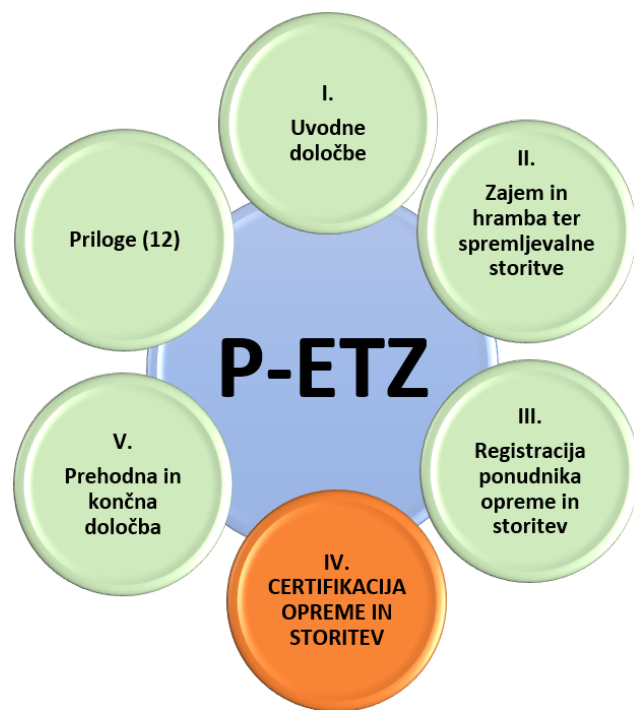 I.
Uvodne
določbe
II.
Zajem in
hramba ter
spremljevalne
storitve
Priloge (12)
P-ETZ
III.
Registracija
ponudnika
opreme in
storitev
V.
Prehodna in
končna
določba
IV.
CERTIFIKACIJA
OPREME IN
STORITEV